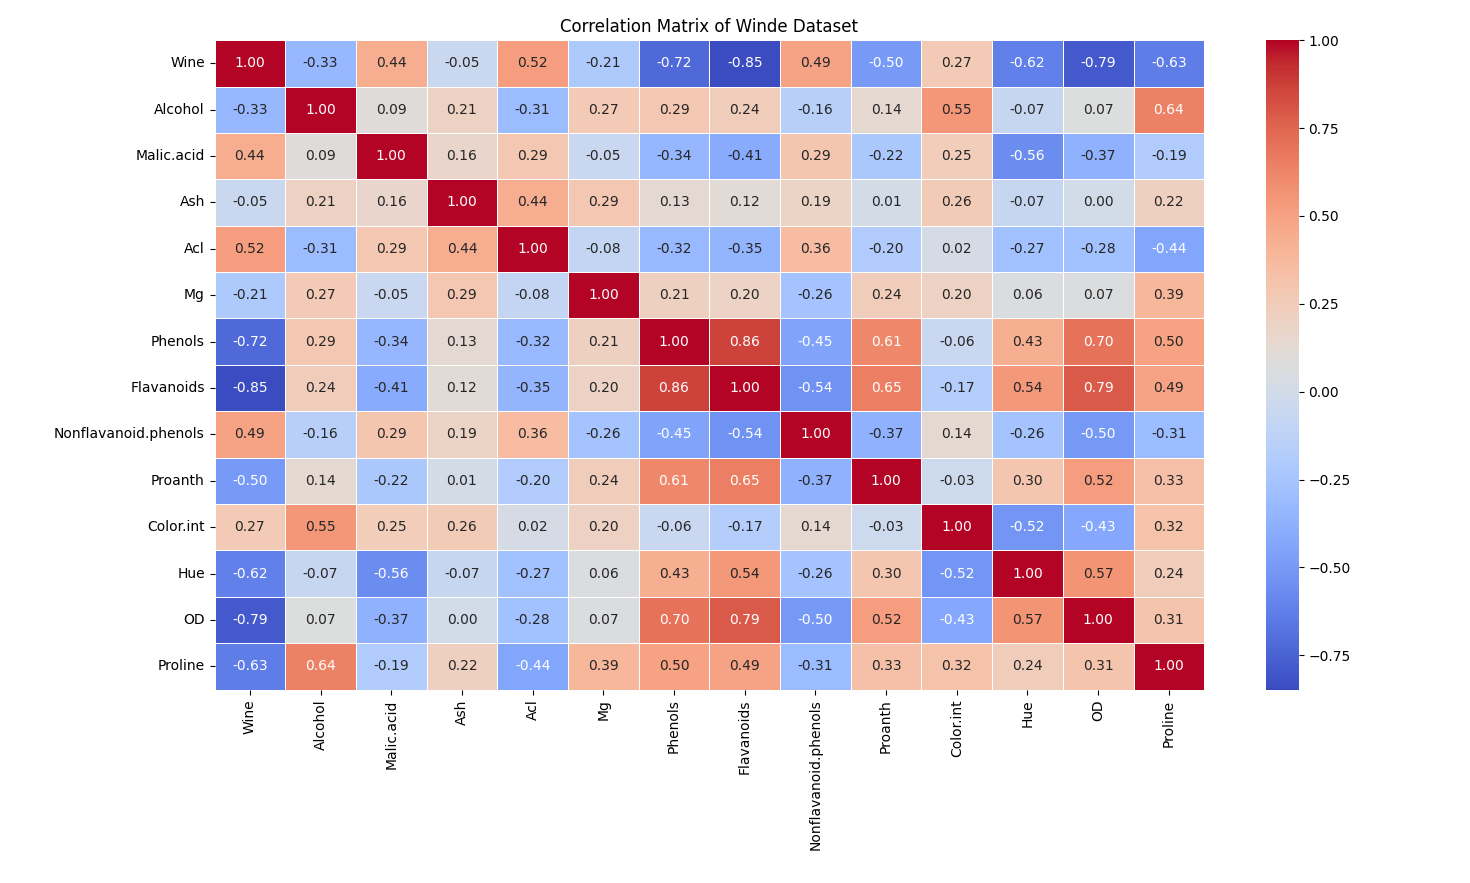 Correlation Matrix of Winde Dataset
Wine 1.00 -0.33 0.44 -0.05 0.52 -0.21 -0.72 -0.85 0.49 -0.50 0.27 -0.62 -0.79 -0.63
Alcohol -0.33 1.00 0.09 0.21 -0.31 0.27 0.29 0.24 -0.16 0.14 0.55 -0.07 0.07 0.64
Malic.acid 0.44 0.09 1.00 0.16 0.29 -0.05 -0.34 -0.41 0.29 -0.22 0.25 -0.56 -0.37 -0.19
Ash -0.05 0.21 0.16 1.00 0.44 0.29 0.13 0.12 0.19 0.01 0.26 -0.07 0.00 0.22
Acl 0.52 -0.31 0.29 0.44 1.00 -0.08 -0.32 -0.35 0.36 -0.20 0.02 -0.27 -0.28 -0.44
Mg -0.21 0.27 -0.05 0.29 -0.08 1.00 0.21 0.20 -0.26 0.24 0.20 0.06 0.07 0.39
Phenols -0.72 0.29 -0.34 0.13 -0.32 0.21 1.00 0.86 -0.45 0.61 -0.06 0.43 0.70 0.50
Flavanoids -0.85 0.24 -0.41 0.12 -0.35 0.20 0.86 1.00 -0.54 0.65 -0.17 0.54 0.79 0.49
Nonflavanoid.phenols 0.49 -0.16 0.29 0.19 0.36 -0.26 -0.45 -0.54 1.00 -0.37 0.14 -0.26 -0.50 -0.31
Proanth -0.50 0.14 -0.22 0.01 -0.20 0.24 0.61 0.65 -0.37 1.00 -0.03 0.30 0.52 0.33
Color.int 0.27 0.55 0.25 0.26 0.02 0.20 -0.06 -0.17 0.14 -0.03 1.00 -0.52 -0.43 0.32
Hue -0.62 -0.07 -0.56 -0.07 -0.27 0.06 0.43 0.54 -0.26 0.30 -0.52 1.00 0.57 0.24
OD -0.79 0.07 -0.37 0.00 -0.28 0.07 0.70 0.79 -0.50 0.52 -0.43 0.57 1.00 0.31
Proline -0.63 0.64 -0.19 0.22 -0.44 0.39 0.50 0.49 -0.31 0.33 0.32 0.24 0.31 1.00
Wine Alcohol Malic.acid Ash Acl Mg Phenols Flavanoids Nonflavanoid.phenols Proanth Color.int Hue OD Proline
1.00
0.75
0.50
0.25
0.00
−0.25
−0.50
−0.75